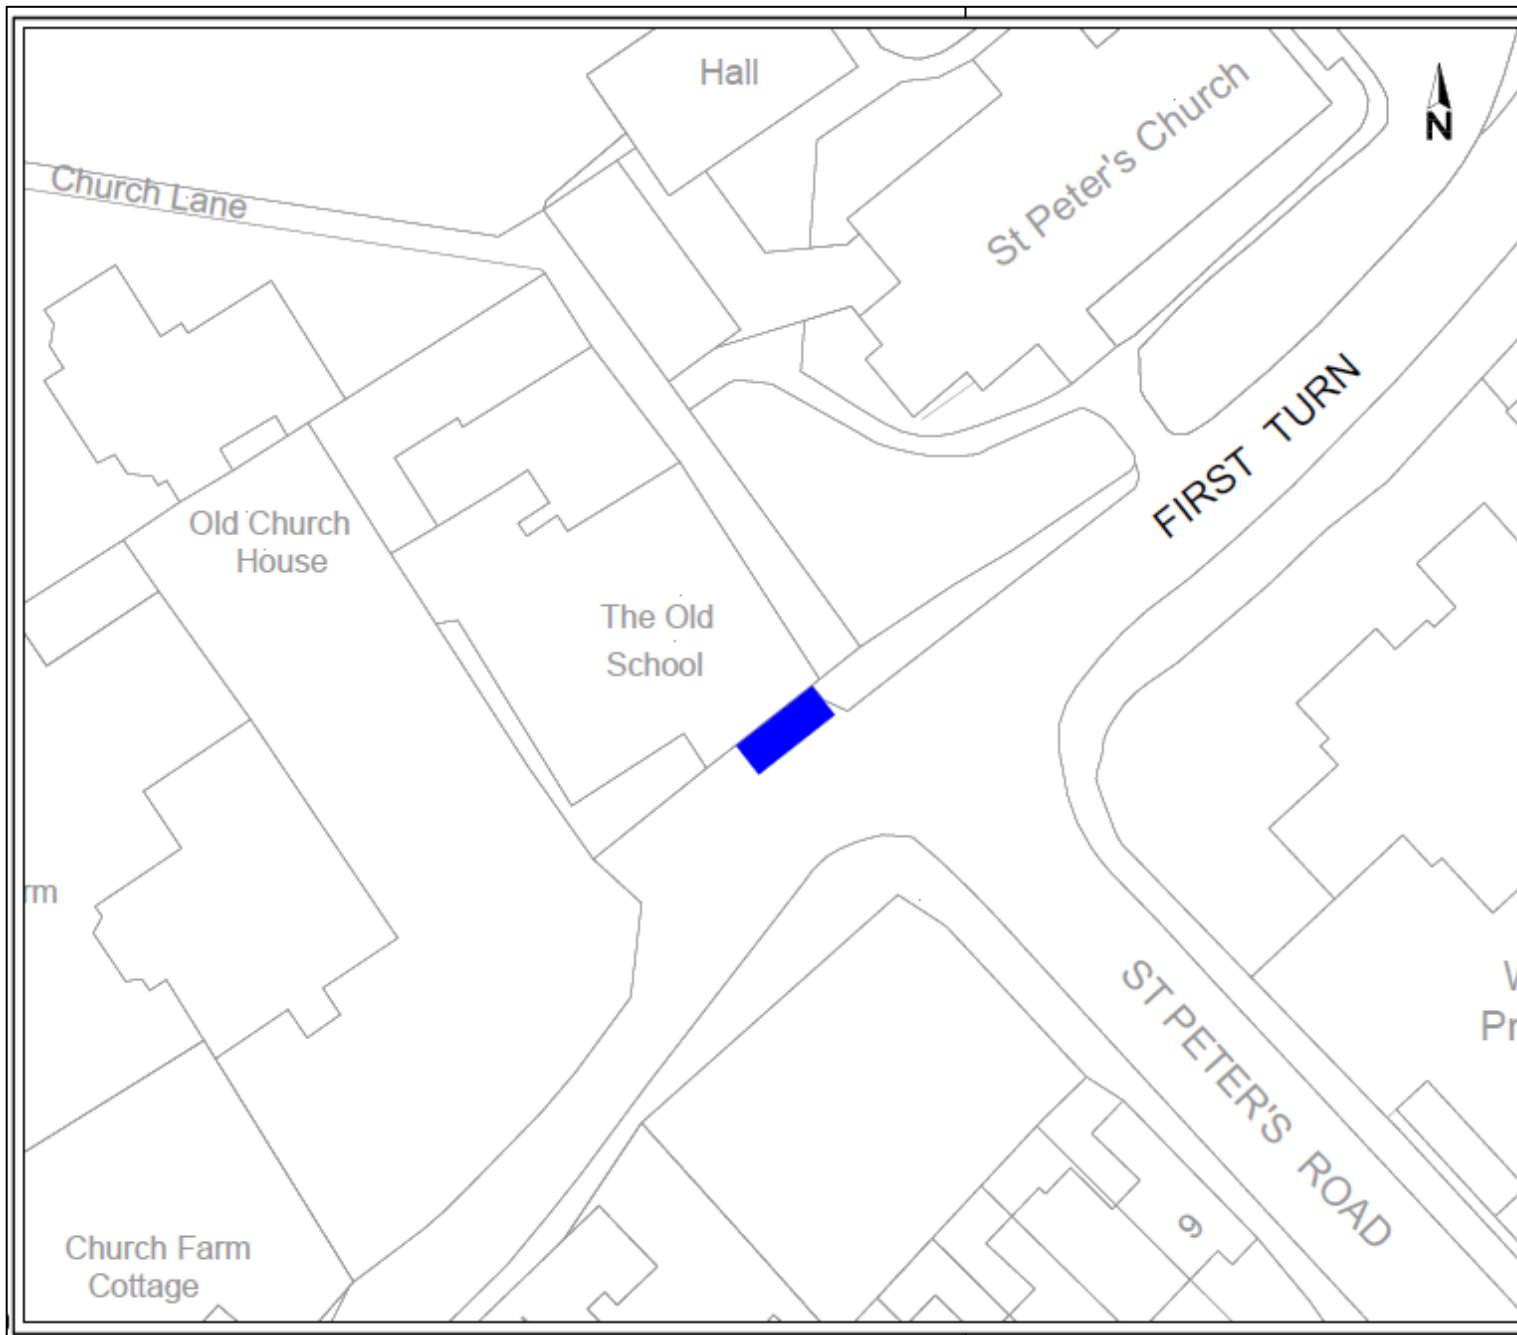 Hall
N
St Peter's Church
Church Lane
FIRST TURN
Old Church
House
The Old
School
rm
ST PETER'S ROAD
Pr
9
Church Farm
Cottage